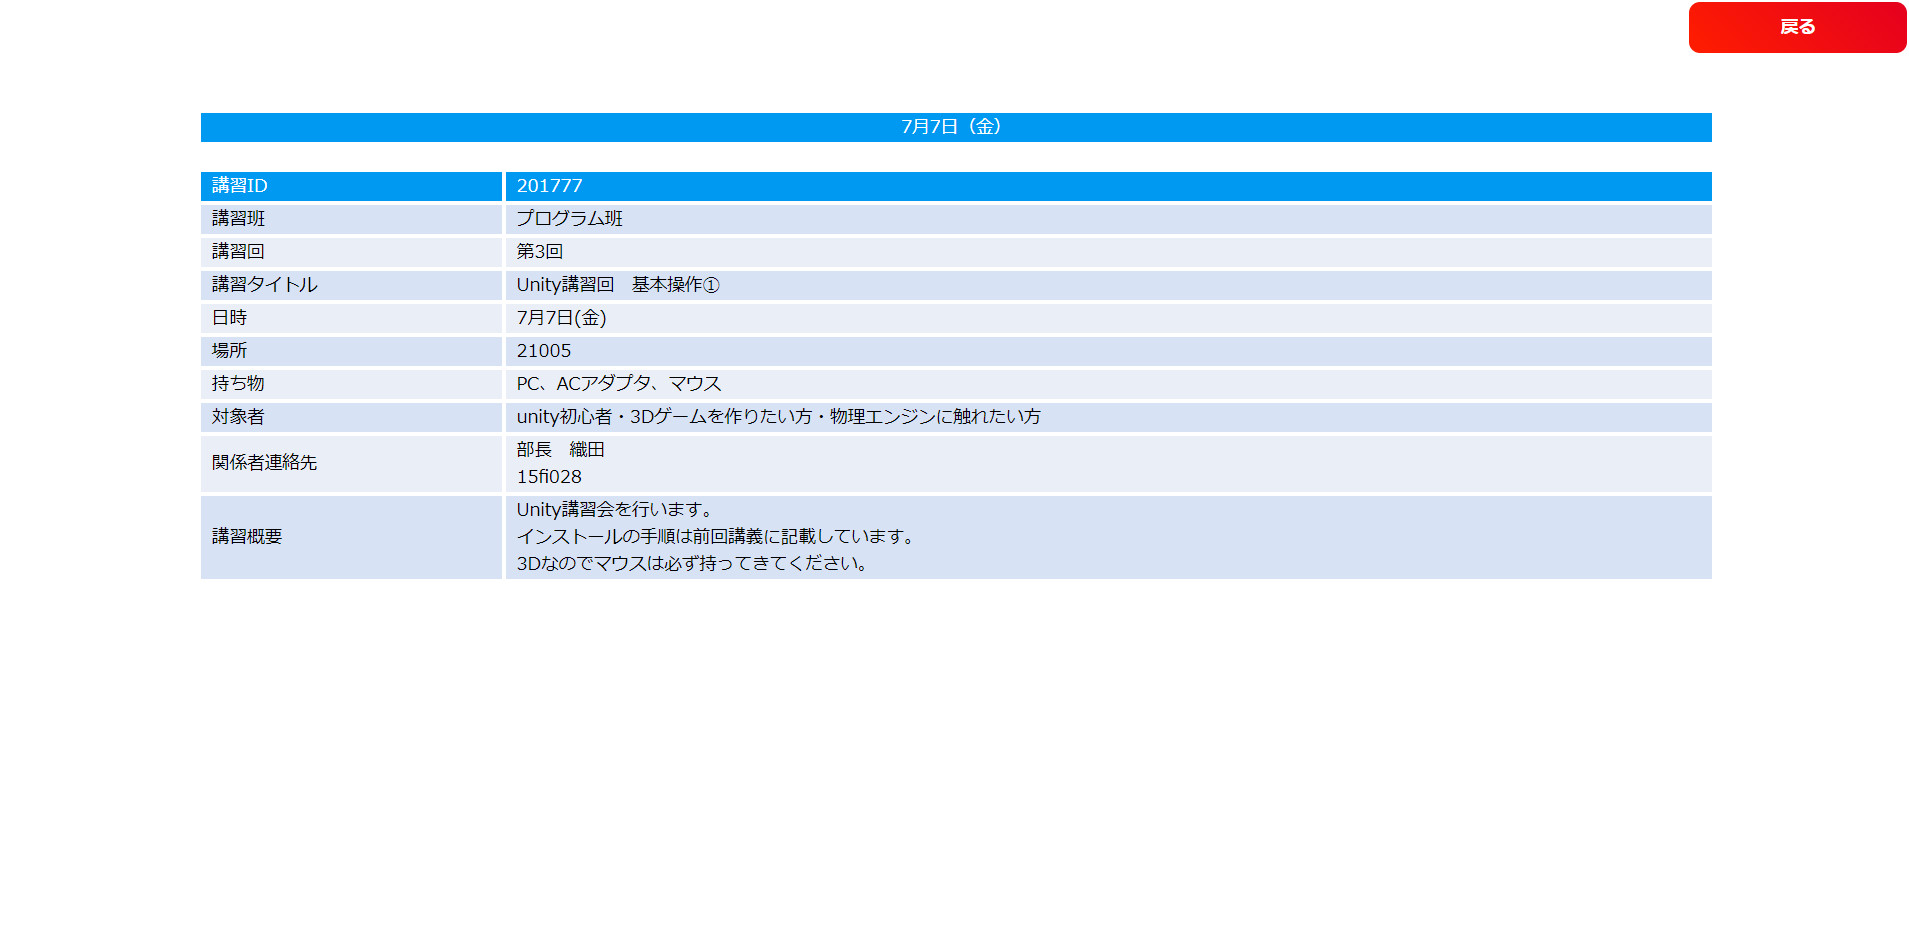 戻る
7月7日（金）
講習ID 201777
講習班 プログラム班
講習回 第3回
講習タイトル Unity講習回　基本操作①
日時 7月7日(金)
場所 21005
持ち物 PC、ACアダプタ、マウス
対象者 unity初心者・3Dゲームを作りたい方・物理エンジンに触れたい方
関係者連絡先 部長　織田
15fi028
講習概要 Unity講習会を行います。
インストールの手順は前回講義に記載しています。
3Dなのでマウスは必ず持ってきてください。